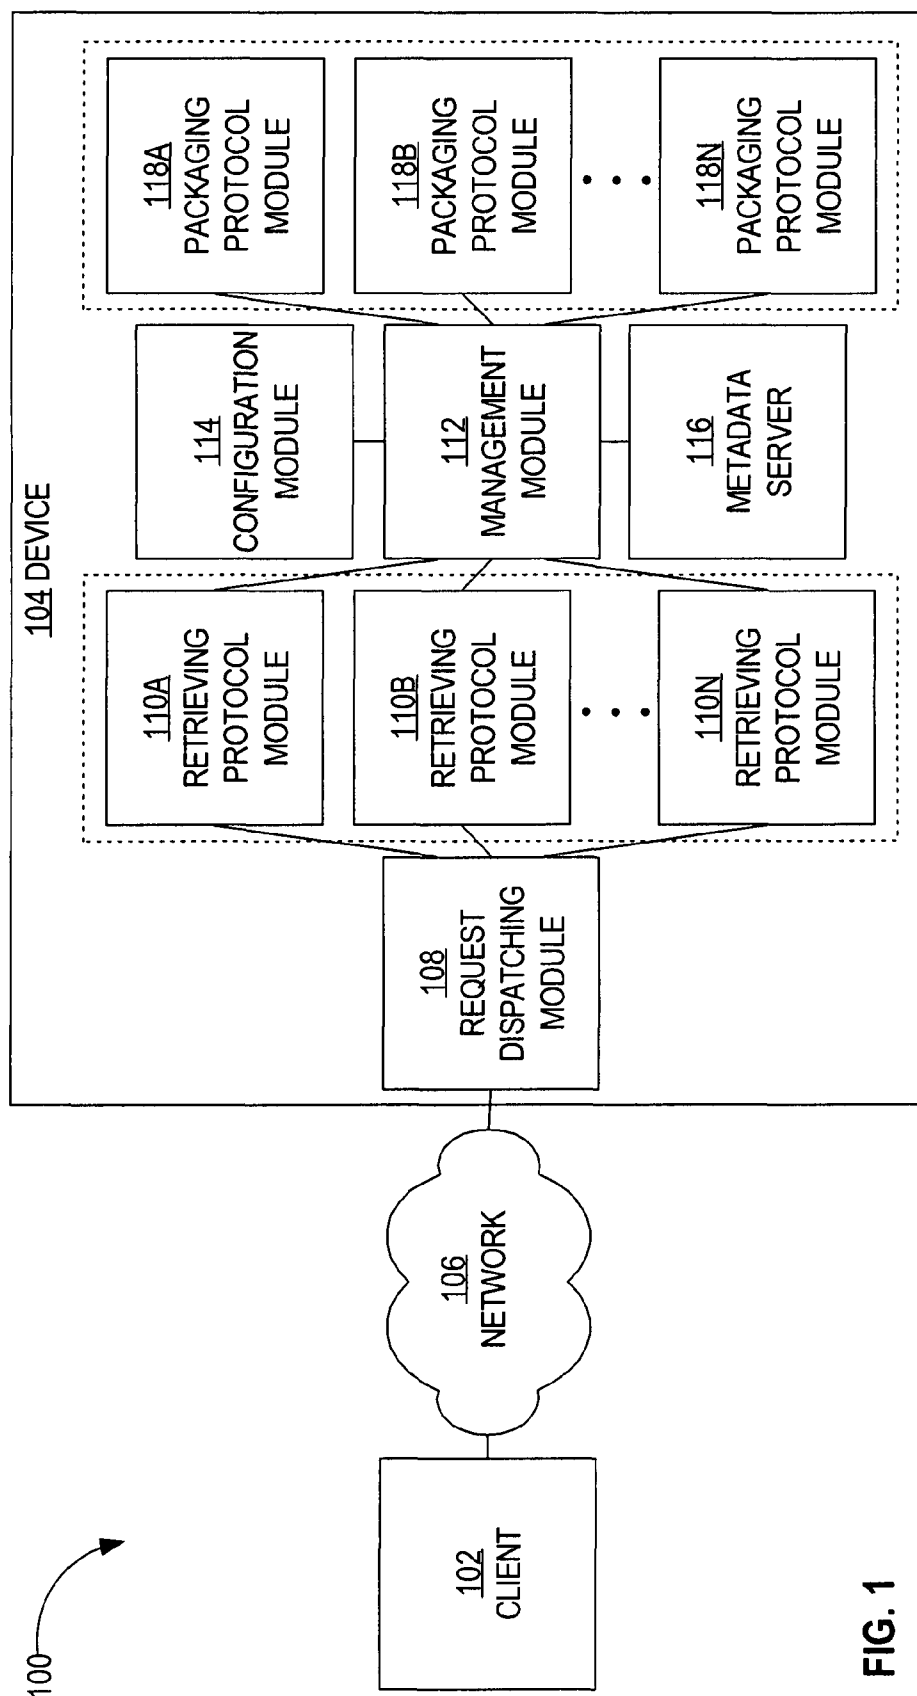 100
102
CLIENT
106
NETWORK
104 DEVICE
108
REQUEST
DISPATCHING
MODULE
110A
RETRIEVING
PROTOCOL
MODULE
110B
RETRIEVING
PROTOCOL
MODULE
110N
RETRIEVING
PROTOCOL
MODULE
114
CONFIGURATION
MODULE
112
MANAGEMENT
MODULE
116
METADATA
SERVER
118A
PACKAGING
PROTOCOL
MODULE
118B
PACKAGING
PROTOCOL
MODULE
118N
PACKAGING
PROTOCOL
MODULE
FIG. 1